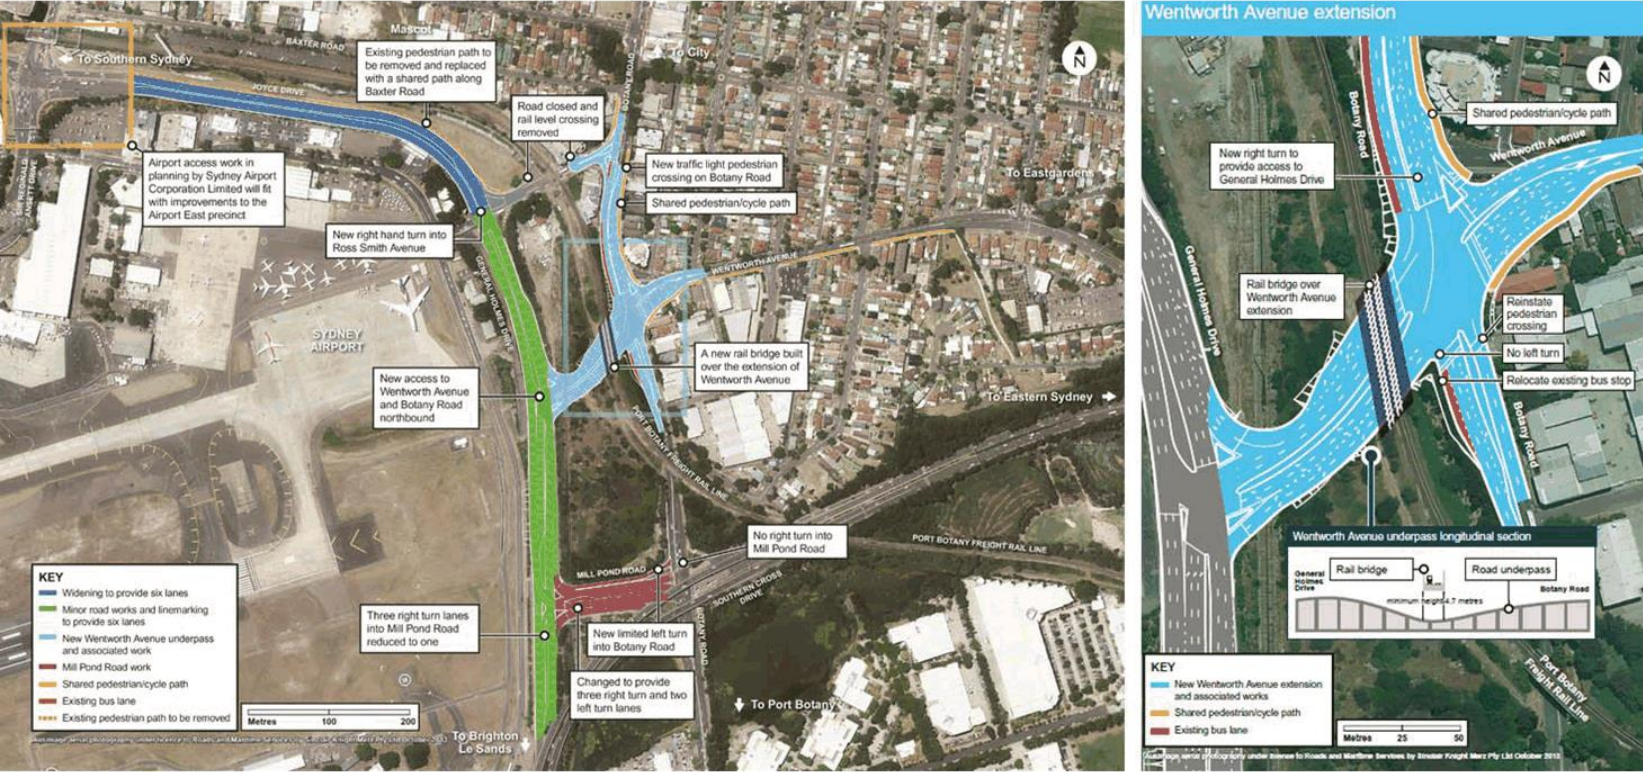 Mascot
BAXTER ROAD
To City
To Southern Sydney
BOTANY ROAD
N
Existing pedestrian path to
be removed and replaced
with a shared path along
Baxter Road
JOYCE DRIVE
Road closed and
rail level crossing
removed
Airport access work in
planning by Sydney Airport
Corporation Limited will fit
with improvements to the
Airport East precinct
New traffic light pedestrian
crossing on Botany Road
To Eastgardens
Shared pedestrian/cycle path
New right hand turn into
Ross Smith Avenue
WENTWORTH AVENUE
GENERAL HOLMES DRIVE
SYDNEY
AIRPORT
A new rail bridge built
over the extension of
Wentworth Avenue
New access to
Wentworth Avenue
and Botany Road
northbound
To Eastern Sydney
PORT BOTANY FREIGHT RAIL LINE
No right turn into
Mill Pond Road
PORT BOTANY FREIGHT RAIL LINE
MILL POND ROAD
SOUTHERN CROSS
DRIVE
Three right turn lanes
into Mill Pond Road
reduced to one
New limited left turn
into Botany Road
BOTANY ROAD
Changed to provide
three right turn and two
left turn lanes
To Port Botany
To Brighton
Le Sands
KEY
Widening to provide six lanes
Minor road works and linemarking
to provide six lanes
New Wentworth Avenue underpass
and associated work
Mill Pond Road work
Shared pedestrian/cycle path
Existing bus lane
Existing pedestrian path to be removed
Metres 100 200
Wentworth Avenue extension
N
Botany Road
Shared pedestrian/cycle path
Wentworth Avenue
New right turn to
provide access to
General Holmes Drive
General Holmes Drive
Rail bridge over
Wentworth Avenue
extension
Reinstate
pedestrian
crossing
No left turn
Relocate existing bus stop
Botany Road
Wentworth Avenue underpass longitudinal section
General
Holmes
Drive
Rail bridge
Road underpass
Botany Road
minimum height 4.7 metres
Port Botany
Freight Rail Line
KEY
New Wentworth Avenue extension
and associated works
Shared pedestrian/cycle path
Existing bus lane
Metres 25 50